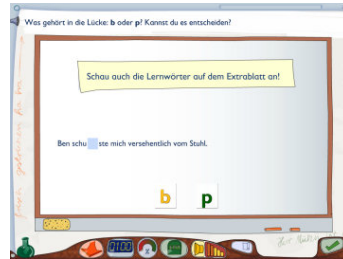 Was gehört in die Lücke: b oder p? Kannst du es entscheiden?
Schau auch die Lernwörter auf dem Extrablatt an!
Ben schu ste mich versehentlich vom Stuhl.
b p
0100